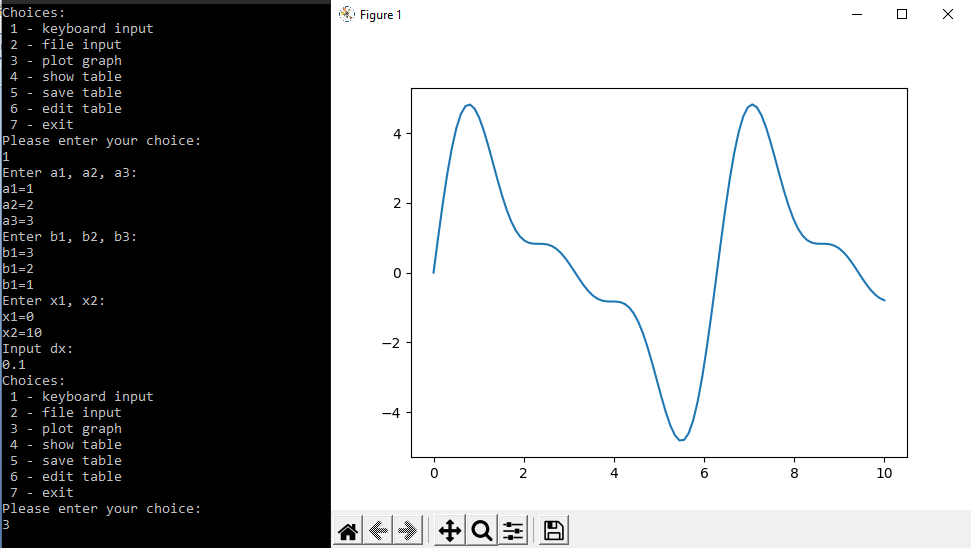 Choices:
1 - keyboard input
2 - file input
3 - plot graph
4 - show table
5 - save table
6 - edit table
7 - exit
Please enter your choice:
1
Enter a1, a2, a3:
a1=1
a2=2
a3=3
Enter b1, b2, b3:
b1=3
b1=2
b1=1
Enter x1, x2:
x1=0
x2=10
Input dx:
0.1
Choices:
1 - keyboard input
2 - file input
3 - plot graph
4 - show table
5 - save table
6 - edit table
7 - exit
Please enter your choice:
3
Figure 1
4
2
0
−2
−4
0 2 4 6 8 10